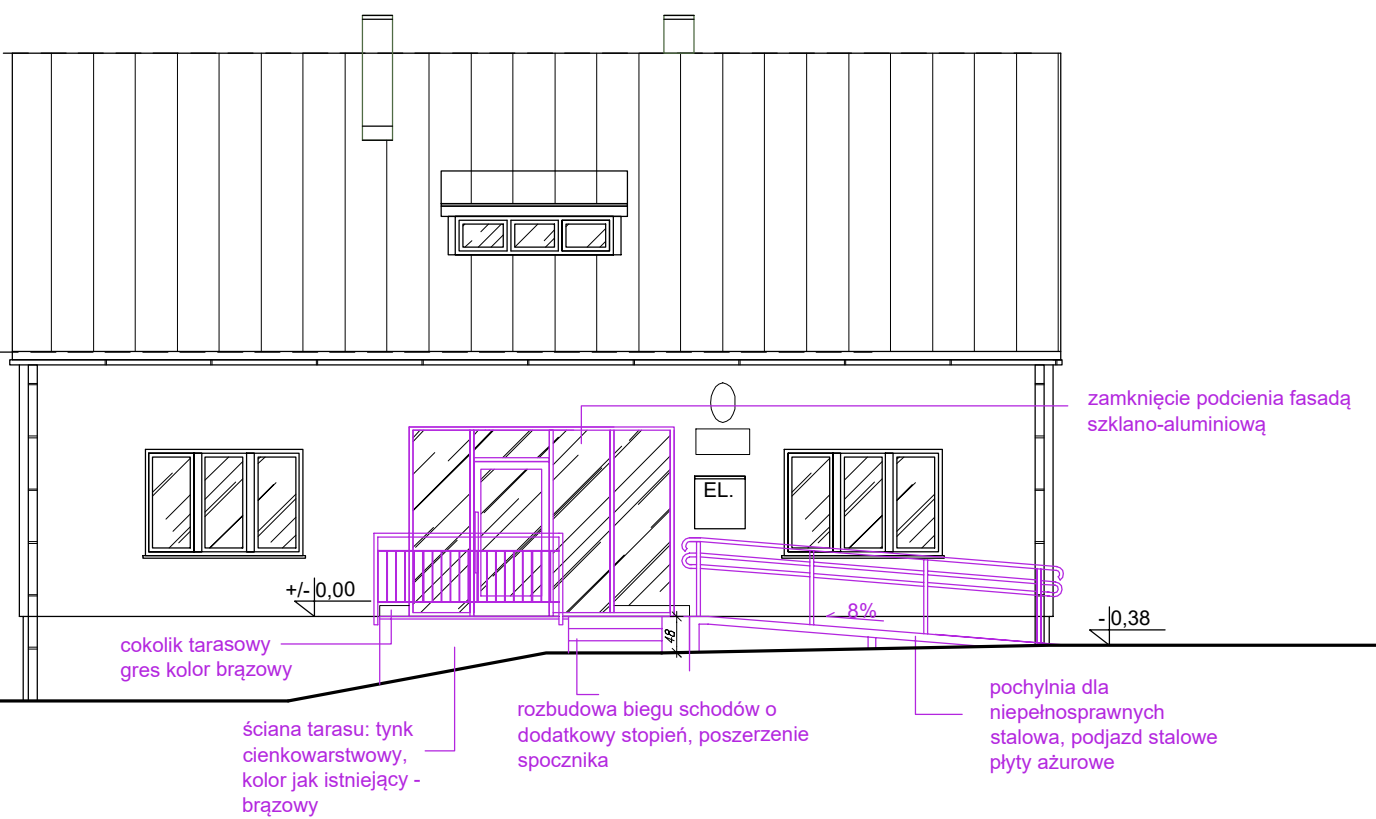 zamknięcie podcienia fasadą
szklano-aluminiową
EL.
+/- 0,00
8%
- 0,38
48
cokolik tarasowy
gres kolor brązowy
ściana tarasu: tynk
cienkowarstwowy,
kolor jak istniejący -
brązowy
rozbudowa biegu schodów o
dodatkowy stopień, poszerzenie
spocznika
pochylnia dla
niepełnosprawnych
stalowa, podjazd stalowe
płyty ażurowe